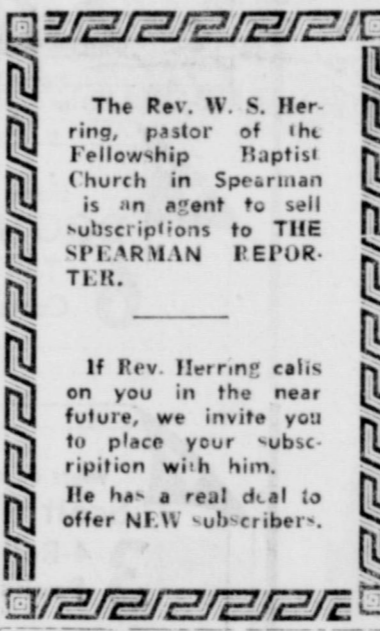 The Rev. W. S. Her-
ring, pastor of the
Fellowship Baptist
Church in Spearman
is an agent to sell
subscriptions to THE
SPEARMAN REPOR-
TER.
If Rev. Herring calls
on you in the near
future, we invite you
to place your subsc-
ripition with him.
He has a real deal to
offer NEW subscribers.